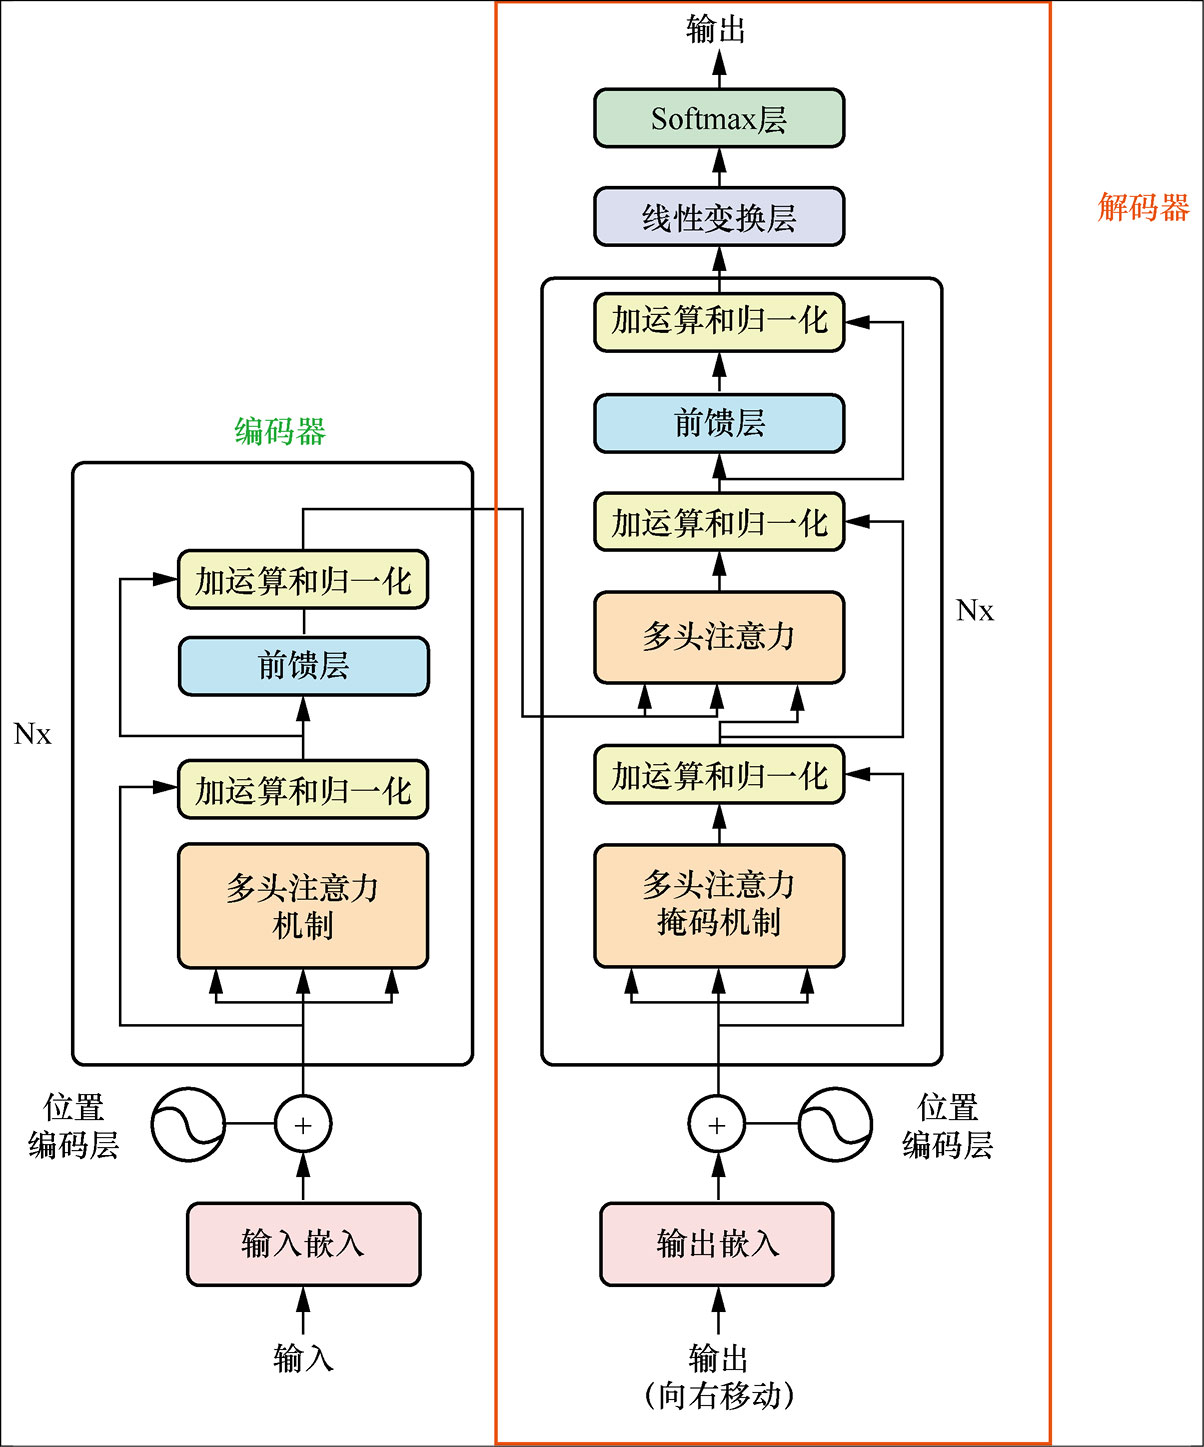 输出
Softmax层
线性变换层
解码器
加运算和归一化
前馈层
编码器
加运算和归一化
加运算和归一化
多头注意力
Nx
前馈层
Nx
加运算和归一化
加运算和归一化
多头注意力
机制
多头注意力
掩码机制
位置
编码层
+
+
位置
编码层
输入嵌入
输出嵌入
输入
输出
(向右移动)